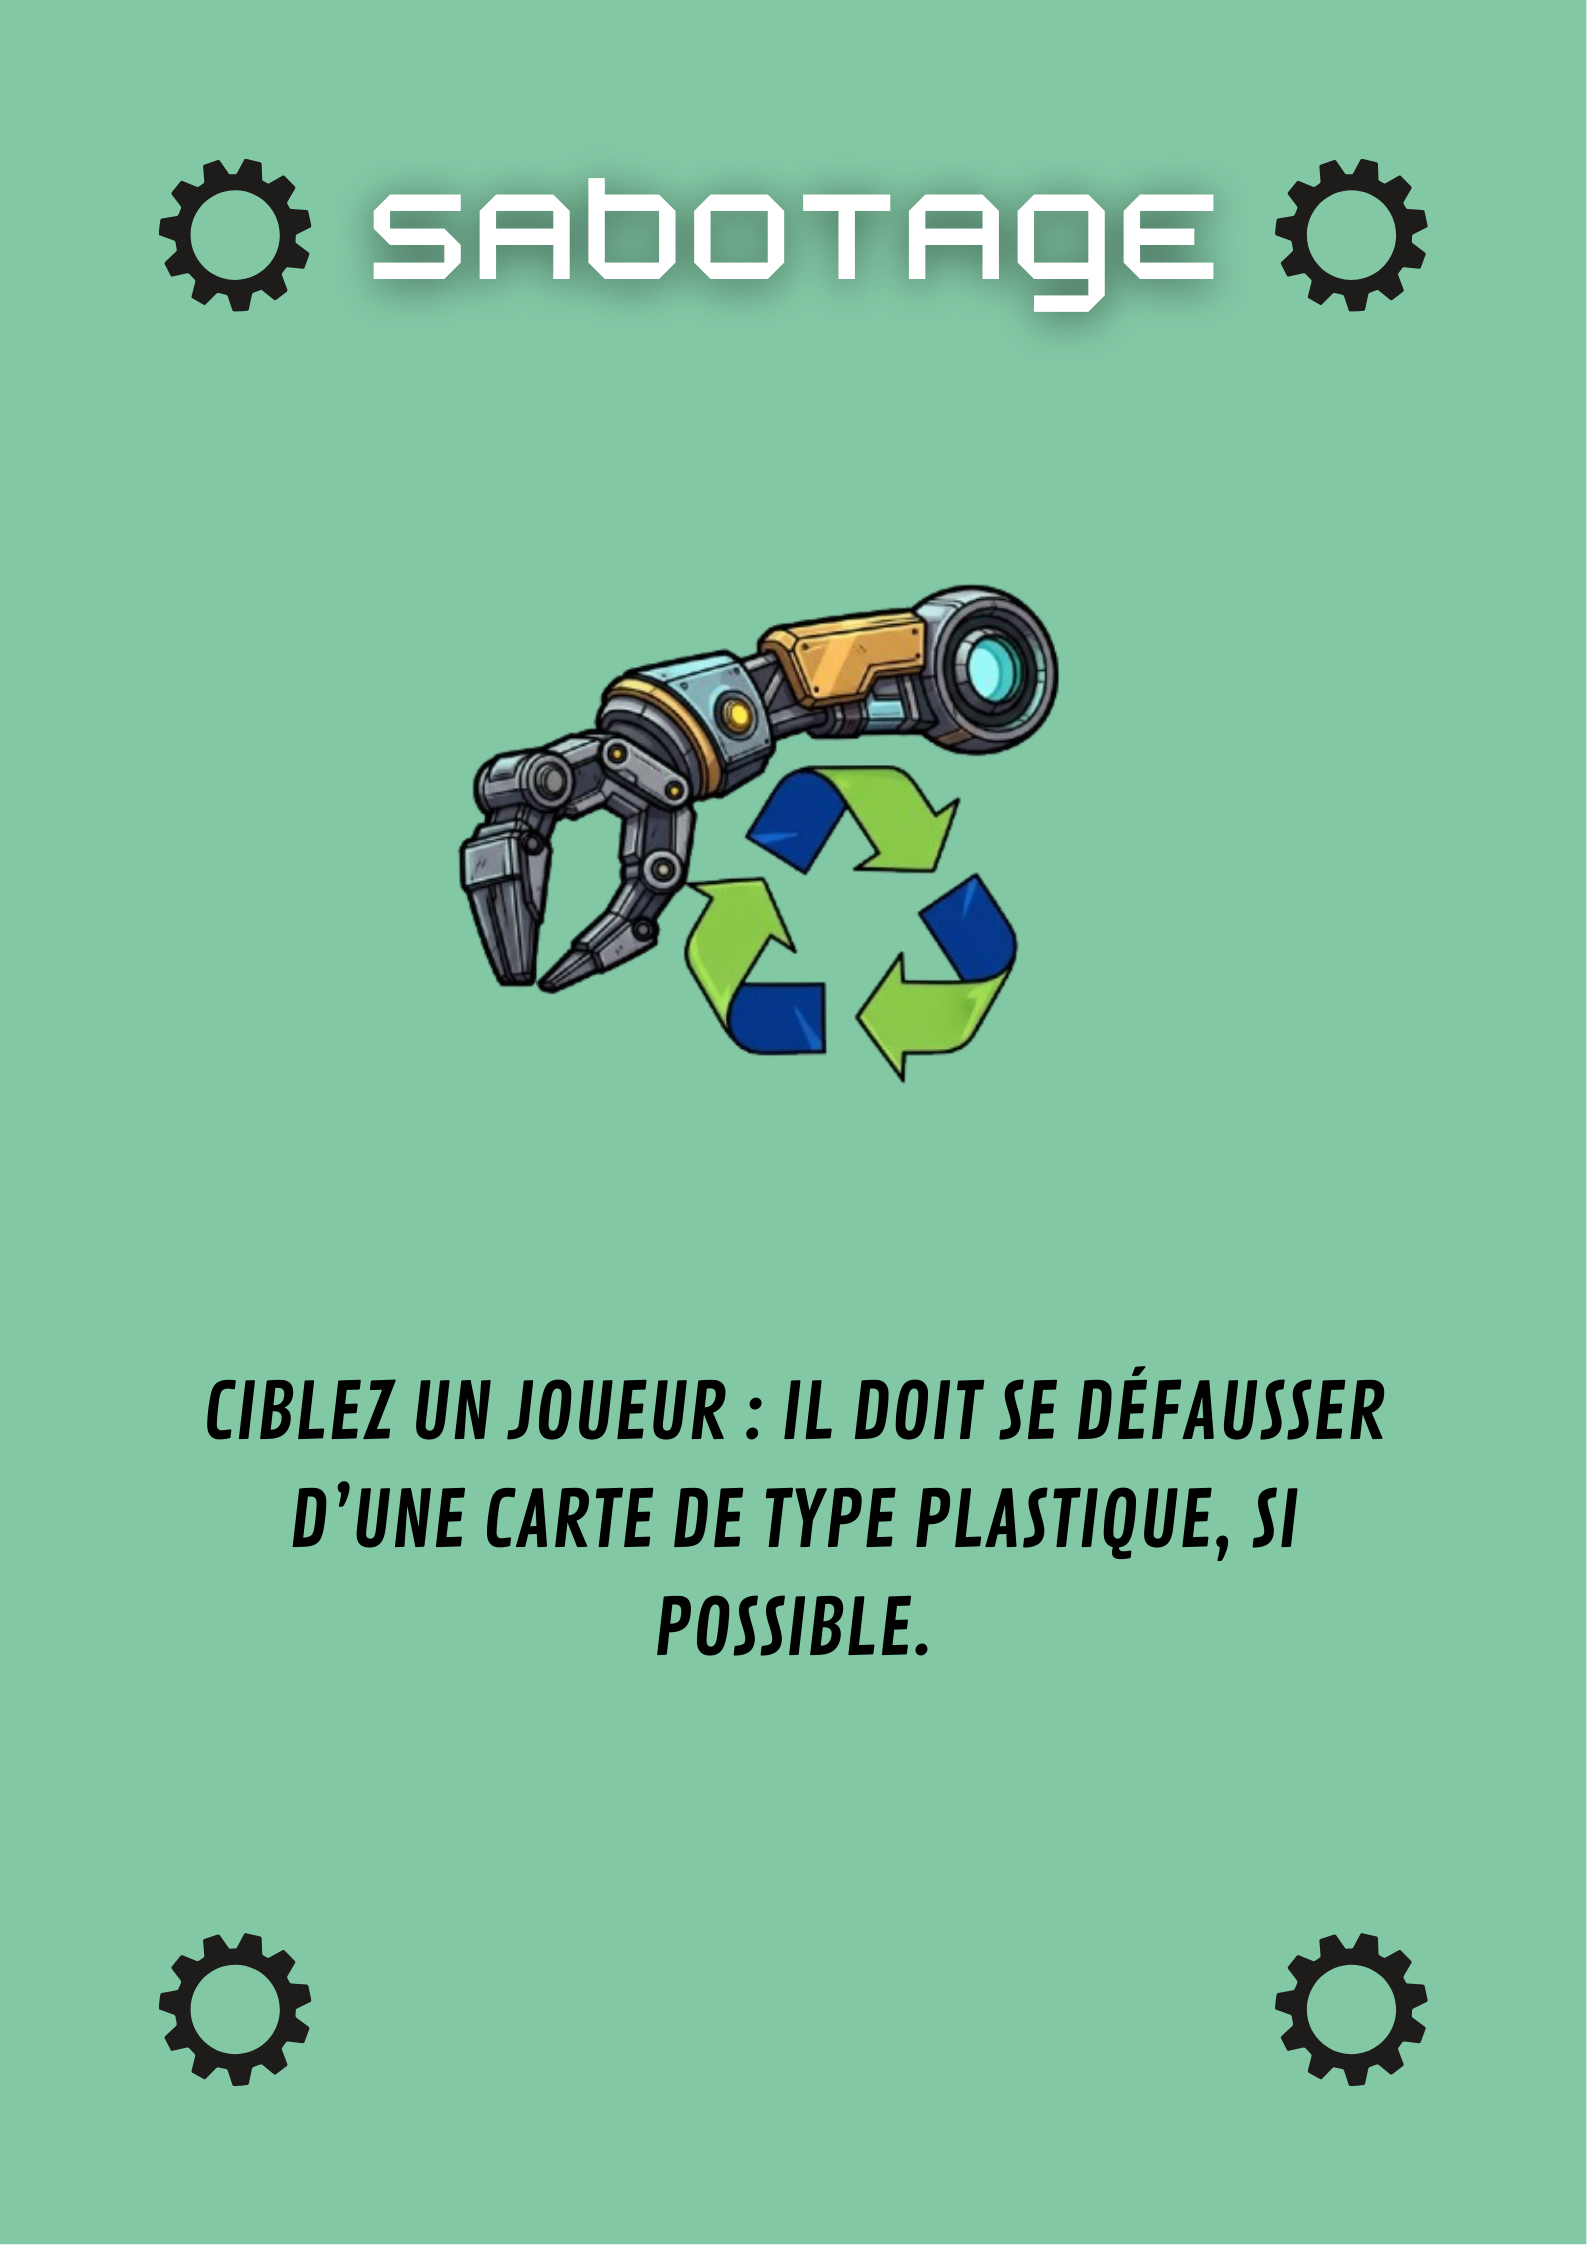 SAbOTAgE
CIBLEZ UN JOUEUR : IL DOIT SE DÉFAUSSER
D’UNE CARTE DE TYPE PLASTIQUE, SI
POSSIBLE.